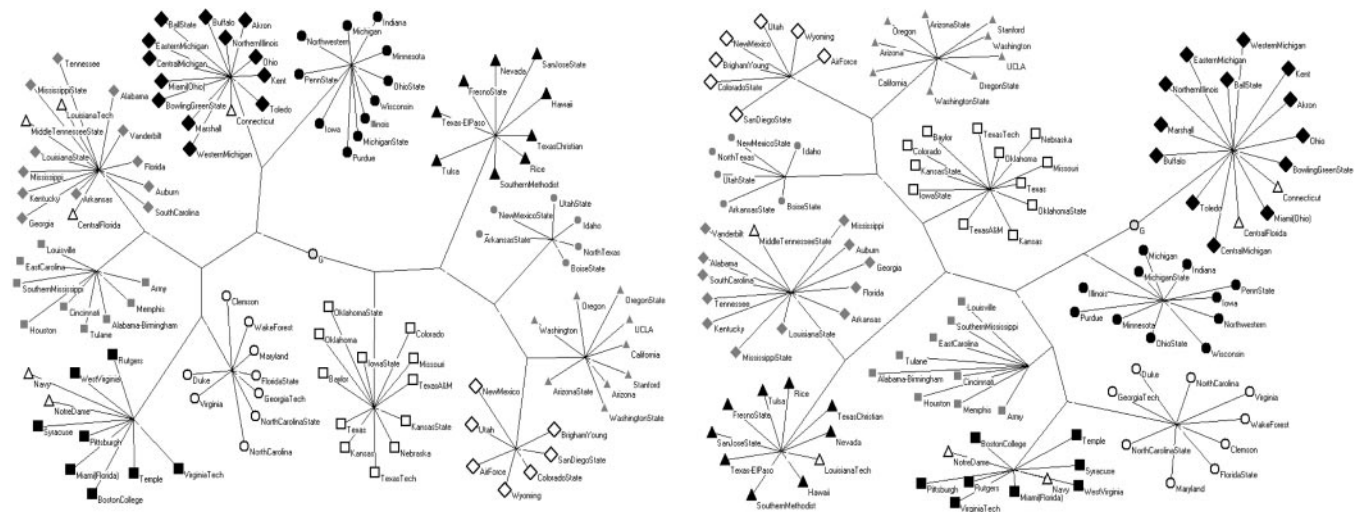 BallState
Buffalo
Akron
EasternMichigan
NorthernIllinois
CentralMichigan
Ohio
Miami(Ohio)
Kent
BowlingGreenState
Toledo
Marshall
Connecticut
WesternMichigan
Indiana
Michigan
Northwestern
Minnesota
PennState
OhioState
Wisconsin
Iowa
Illinois
MichiganState
Purdue
Tennessee
MississippiState
Alabama
LouisianaTech
MiddleTennesseeState
Vanderbilt
LouisianaState
Florida
Mississippi
Auburn
Kentucky
Arkansas
SouthCarolina
Georgia
CentralFlorida
Nevada
SanJoseState
FresnoState
Hawaii
Texas-ElPaso
TexasChristian
Tulsa
Rice
SouthernMethodist
UtahState
NewMexicoState
Idaho
ArkansasState
NorthTexas
BoiseState
G
Louisville
EastCarolina
SouthernMississippi
Army
Cincinnati
Memphis
Houston
Alabama-Birmingham
Tulane
Clemson
WakeForest
Maryland
Duke
FloridaState
Virginia
GeorgiaTech
NorthCarolinaState
NorthCarolina
Rutgers
WestVirginia
Navy
NotreDame
Syracuse
Pittsburgh
Miami(Florida)
Temple
VirginiaTech
BostonCollege
OklahomaState
Oklahoma
Colorado
IowaState
Missouri
Baylor
TexasA&M
Texas
KansasState
Kansas
Nebraska
TexasTech
Oregon
OregonState
Washington
UCLA
California
Stanford
ArizonaState
Arizona
WashingtonState
NewMexico
Utah
BrighamYoung
SanDiegoState
AirForce
ColoradoState
Wyoming
Utah
Wyoming
NewMexico
AirForce
BrighamYoung
ColoradoState
SanDiegoState
ArizonaState
Oregon
Stanford
Washington
Arizona
UCLA
California
OregonState
WashingtonState
WesternMichigan
EasternMichigan
Kent
NorthernIllinois
BallState
Akron
Marshall
Ohio
Buffalo
BowlingGreenState
Connecticut
Toledo
Miami(Ohio)
CentralFlorida
CentralMichigan
NewMexicoState
NorthTexas
Idaho
UtahState
ArkansasState
BoiseState
Baylor
TexasTech
Nebraska
Colorado
Oklahoma
Missouri
KansasState
Texas
IowaState
OklahomaState
TexasA&M
Kansas
G
Mississippi
Vanderbilt
MiddleTennesseeState
Auburn
Alabama
Georgia
SouthCarolina
Florida
Tennessee
Arkansas
Kentucky
LouisianaState
MississippiState
Michigan
Indiana
MichiganState
PennState
Illinois
Iowa
Purdue
Northwestern
Minnesota
OhioState
Wisconsin
Louisville
SouthernMississippi
EastCarolina
Tulane
Alabama-Birmingham
Cincinnati
Houston
Memphis
Army
Duke
NorthCarolina
GeorgiaTech
Virginia
WakeForest
NorthCarolinaState
Clemson
FloridaState
Maryland
Rice
Tulsa
FresnoState
TexasChristian
SanJoseState
Nevada
Texas-ElPaso
LouisianaTech
Hawaii
SouthernMethodist
BostonCollege
Temple
NotreDame
Syracuse
Pittsburgh
Rutgers
Navy
WestVirginia
Miami(Florida)
VirginiaTech